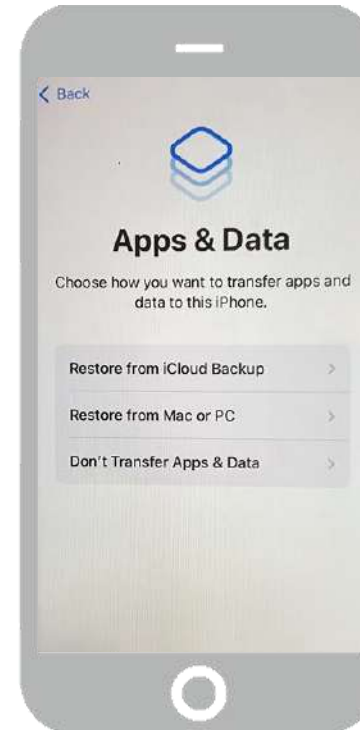 Back
Apps & Data
Choose how you want to transfer apps and
data to this iPhone.
Restore from iCloud Backup
Restore from Mac or PC
Don't Transfer Apps & Data